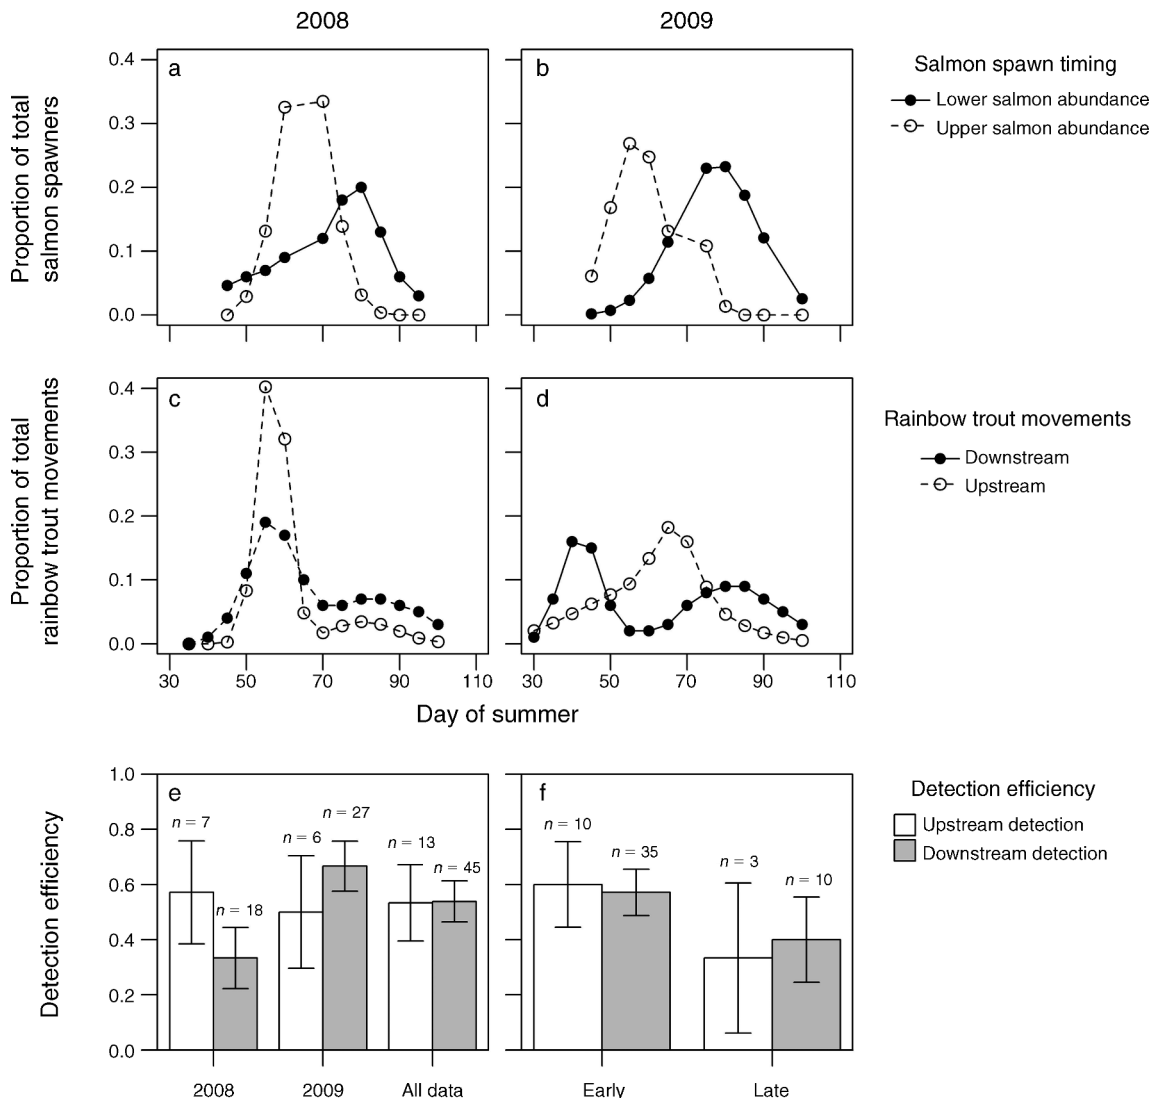 2008
2009
a
b
0.4
0.3
0.2
0.1
0.0
Proportion of total
salmon spawners
Salmon spawn timing
Lower salmon abundance
Upper salmon abundance
c
d
0.4
0.3
0.2
0.1
0.0
Proportion of total
rainbow trout movements
Rainbow trout movements
Downstream
Upstream
30 50 70 90 110
30 50 70 90 110
Day of summer
e
f
1.0
0.8
0.6
0.4
0.2
0.0
Detection efficiency
n = 7
n = 18
n = 6
n = 27
n = 13
n = 45
n = 10
n = 35
n = 3
n = 10
Detection efficiency
Upstream detection
Downstream detection
2008 2009 All data
Early Late